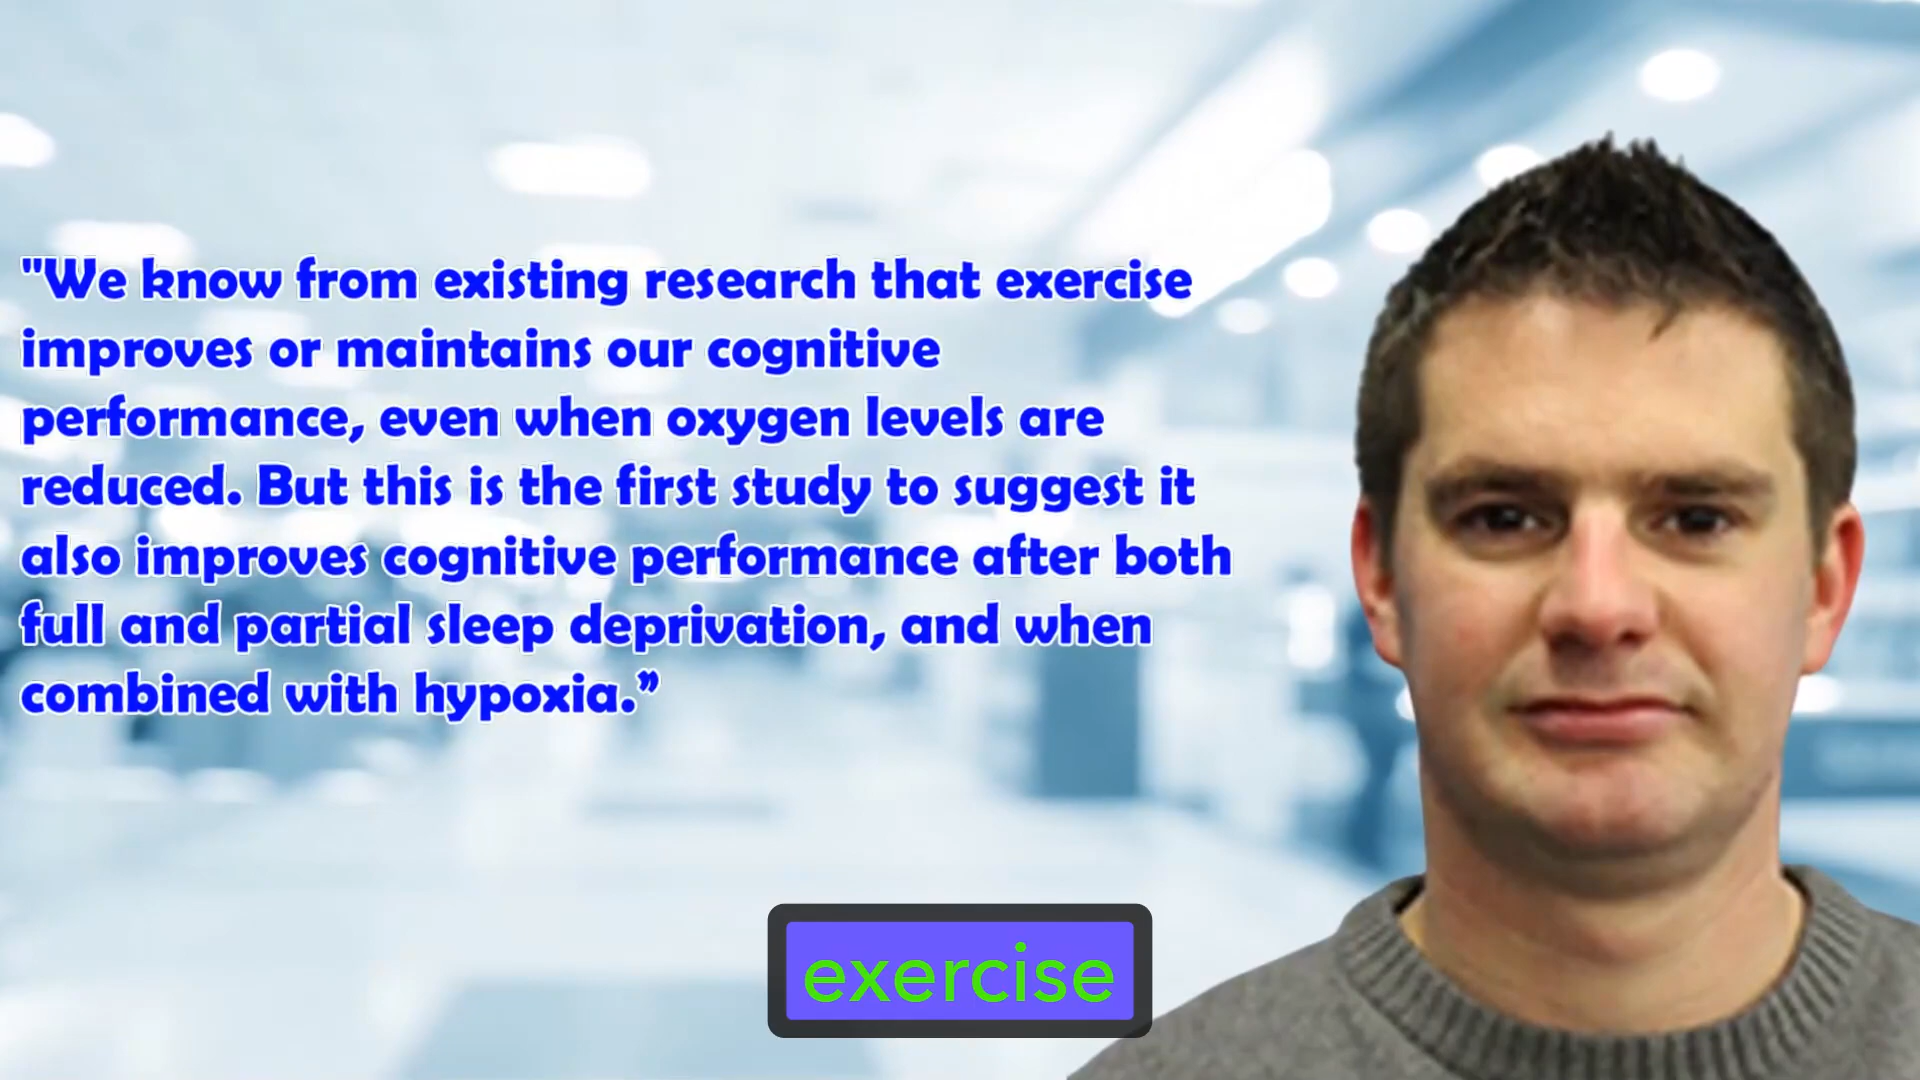 "We know from existing research that exercise
improves or maintains our cognitive
performance, even when oxygen levels are
reduced. But this is the first study to suggest it
also improves cognitive performance after both
full and partial sleep deprivation, and when
combined with hypoxia.”
exercise